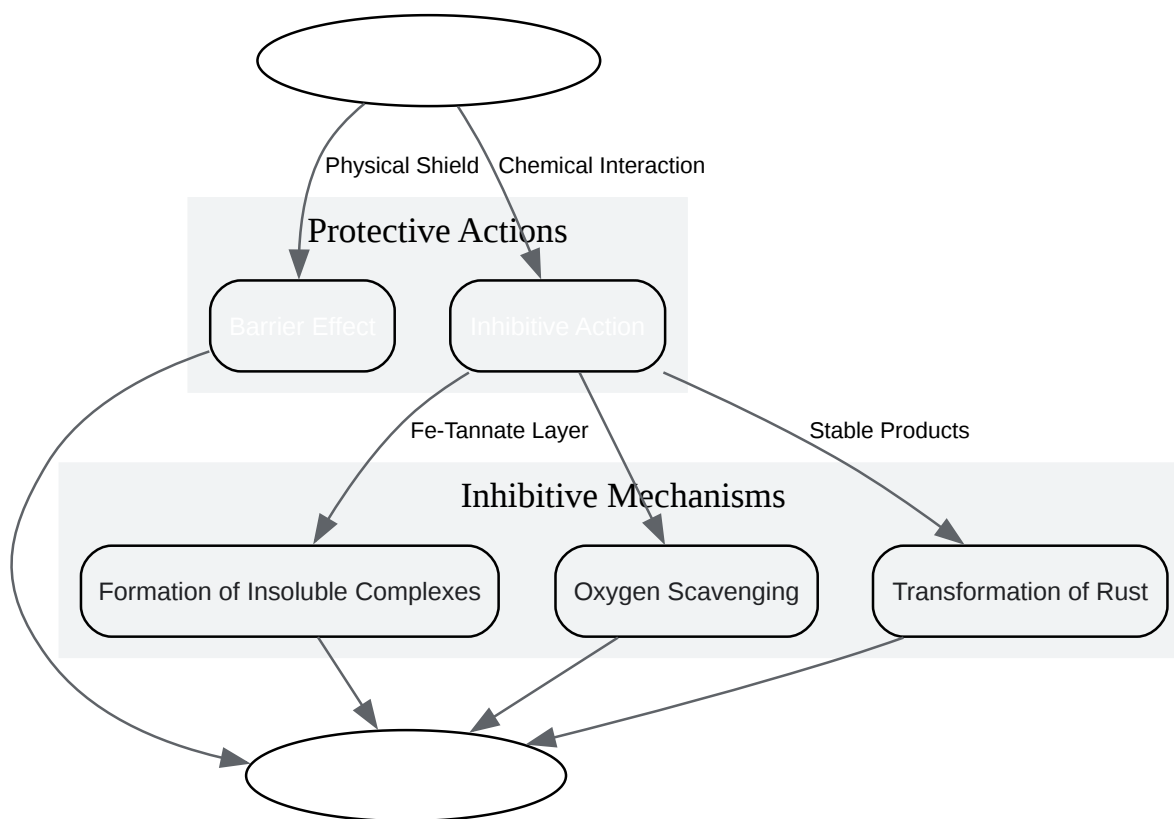 Physical Shield
Chemical Interaction
Protective Actions
Barrier Effect
Inhibitive Action
Fe-Tannate Layer
Stable Products
Inhibitive Mechanisms
Formation of Insoluble Complexes
Oxygen Scavenging
Transformation of Rust